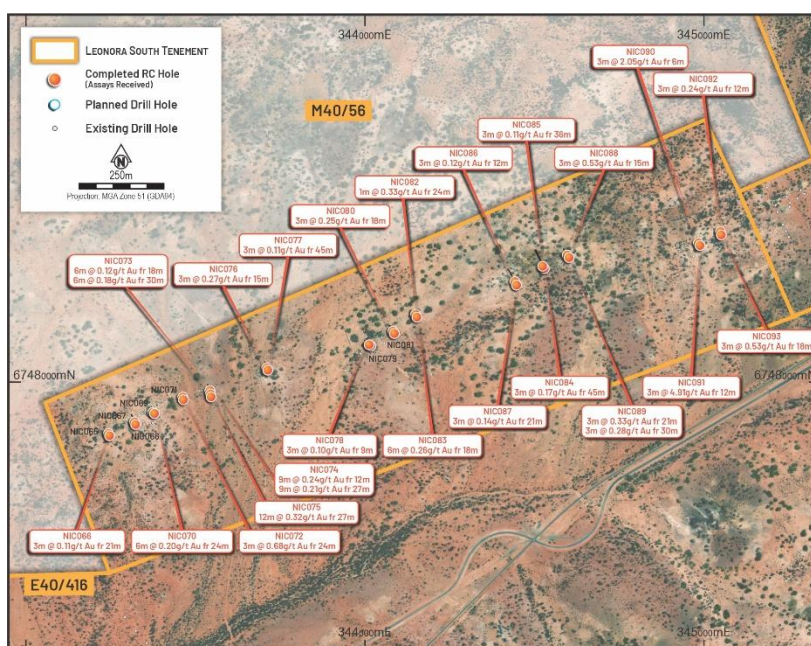 344000mE
345000mE
LEONORA SOUTH TENEMENT
Completed RC Hole
(Assays Received)
Planned Drill Hole
Existing Drill Hole
N
250m
Projection: MGA Zone 51 (GDA94)
M40/56
NIC090
3m @ 2.05g/t Au fr 6m
NIC092
3m @ 0.24g/t Au fr 12m
NIC085
3m @ 0.11g/t Au fr 36m
NIC086
3m @ 0.12g/t Au fr 12m
NIC088
3m @ 0.53g/t Au fr 15m
NIC082
1m @ 0.33g/t Au fr 24m
NIC080
3m @ 0.25g/t Au fr 18m
NIC077
3m @ 0.11g/t Au fr 45m
NIC073
6m @ 0.12g/t Au fr 18m
6m @ 0.18g/t Au fr 30m
NIC076
3m @ 0.27g/t Au fr 15m
NIC081
NIC079
NIC093
3m @ 0.53g/t Au fr 18m
6748000mN
6748000mN
NIC071
NIC069
NIC067
NIC068
NIC065
NIC084
3m @ 0.17g/t Au fr 45m
NIC091
3m @ 4.91g/t Au fr 12m
NIC087
3m @ 0.14g/t Au fr 21m
NIC089
3m @ 0.33g/t Au fr 21m
3m @ 0.28g/t Au fr 30m
NIC078
3m @ 0.10g/t Au fr 9m
NIC083
6m @ 0.26g/t Au fr 18m
NIC074
9m @ 0.24g/t Au fr 12m
9m @ 0.21g/t Au fr 27m
NIC075
12m @ 0.32g/t Au fr 27m
NIC066
3m @ 0.11g/t Au fr 21m
NIC070
6m @ 0.20g/t Au fr 24m
NIC072
3m @ 0.68g/t Au fr 24m
E40/416
344000mE
345000mE